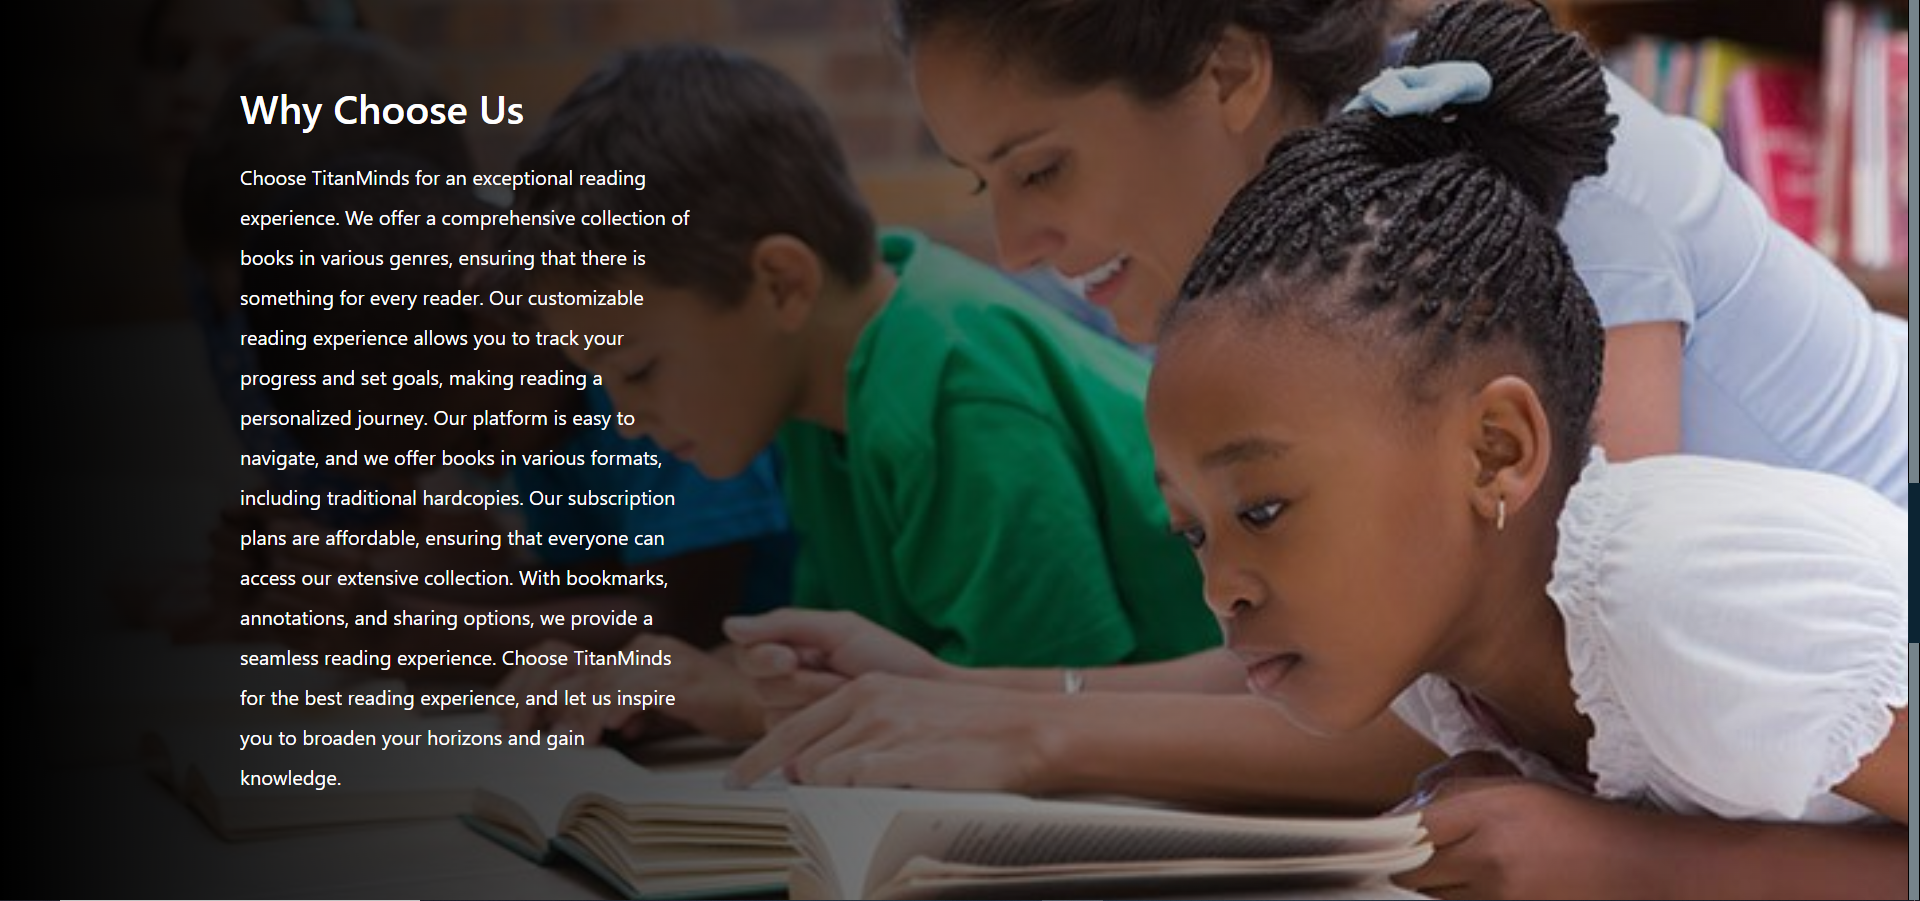 Why Choose Us
Choose TitanMinds for an exceptional reading
experience. We offer a comprehensive collection of
books in various genres, ensuring that there is
something for every reader. Our customizable
reading experience allows you to track your
progress and set goals, making reading a
personalized journey. Our platform is easy to
navigate, and we offer books in various formats,
including traditional hardcopies. Our subscription
plans are affordable, ensuring that everyone can
access our extensive collection. With bookmarks,
annotations, and sharing options, we provide a
seamless reading experience. Choose TitanMinds
for the best reading experience, and let us inspire
you to broaden your horizons and gain
knowledge.